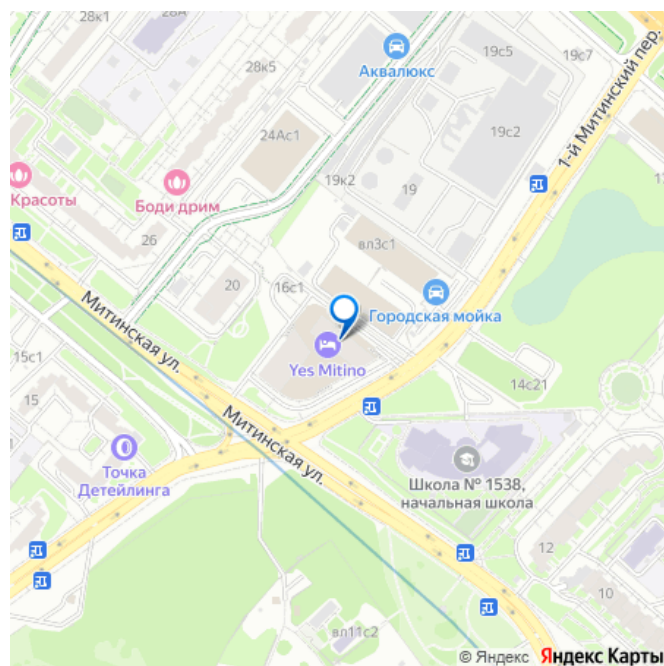 28к1
28к5
19с5
19с7
Аквалюкс
1-й Митинский пер.
24Ас1
19с2
19к2
19
Красоты
Боди дрим
26
вл3с1
20
16с1
Городская мойка
Митинская ул.
Yes Mitino
15с1
15
14с21
Митинская ул.
Точка
Детейлинга
Школа № 1538,
начальная школа
12
10
вл11с2
© Яндекс Яндекс Карты